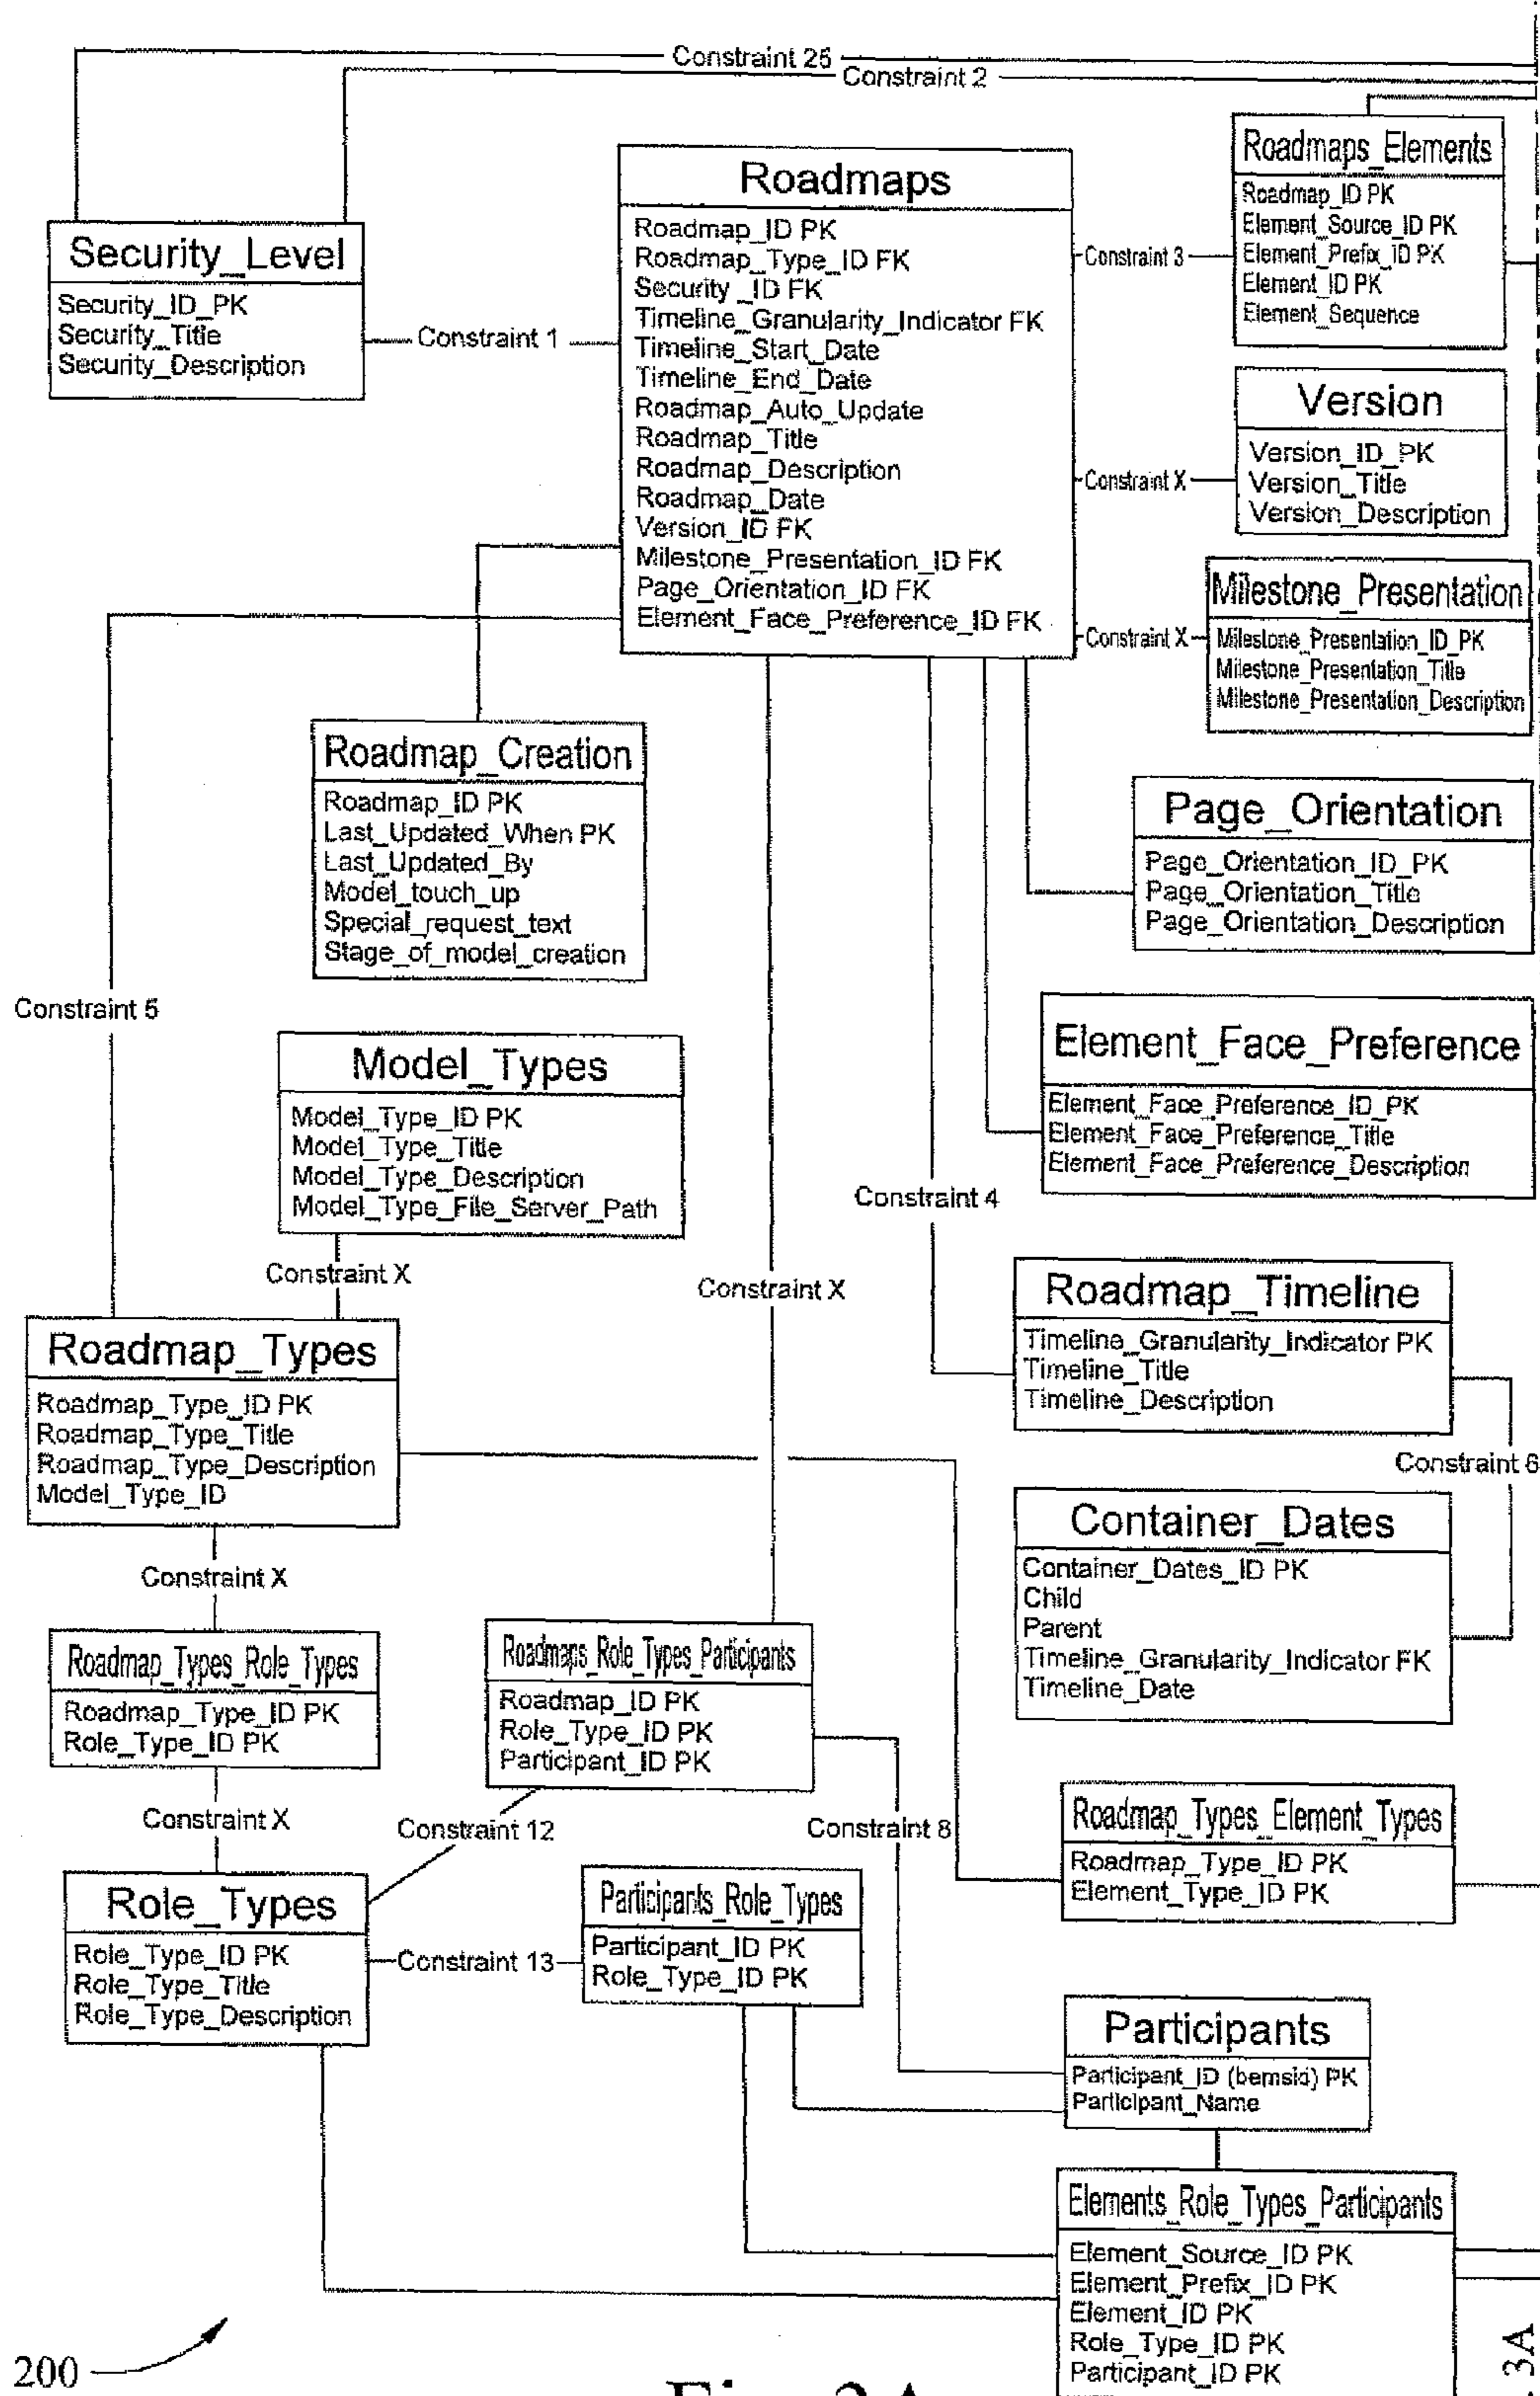 Constraint 25
Constraint 2
Roadmaps_Elements
Roadmap_ID PK
Element_Source_ID PK
Element_Prefix_ID PK
Element_ID PK
Element_Sequence
Roadmaps
Roadmap_ID PK
Roadmap_Type_ID FK
Security _ID FK
Timeline_Granularity_Indicator FK
Timeline_Start_Date
Timeline_End_Date
Roadmap_Auto_Update
Roadmap_Title
Roadmap_Description
Roadmap_Date
Version_ID FK
Milestone_Presentation_ID FK
Page_Orientation_ID FK
Element_Face_Preference_ID FK
Constraint 3
Security_Level
Security_ID_PK
Security_Title
Security_Description
Constraint 1
Version
Version_ID_PK
Version_Title
Version_Description
Constraint X
Milestone_Presentation
Milestone_Presentation_ID_PK
Milestone_Presentation_Title
Milestone_Presentation_Description
Constraint X
Roadmap_Creation
Roadmap_ID PK
Last_Updated_When PK
Last_Updated_By
Model_touch_up
Special_request_text
Stage_of_model_creation
Page_Orientation
Page_Orientation_ID_PK
Page_Orientation_Title
Page_Orientation_Description
Constraint 5
Element_Face_Preference
Element_Face_Preference_ID_PK
Element_Face_Preference_Title
Element_Face_Preference_Description
Model_Types
Model_Type_ID PK
Model_Type_Title
Model_Type_Description
Model_Type_File_Server_Path
Constraint 4
Constraint X
Constraint X
Roadmap_Timeline
Timeline_Granularity_Indicator PK
Timeline_Title
Timeline_Description
Roadmap_Types
Roadmap_Type_ID PK
Roadmap_Type_Title
Roadmap_Type_Description
Model_Type_ID
Constraint 6
Container_Dates
Container_Dates_ID PK
Child
Parent
Timeline_Granularity_Indicator FK
Timeline_Date
Constraint X
Roadmap_Types_Role_Types
Roadmap_Type_ID PK
Role_Type_ID PK
Roadmaps_Role_Types_Participants
Roadmap_ID PK
Role_Type_ID PK
Participant_ID PK
Constraint X
Constraint 12
Constraint 8
Roadmap_Types_Element_Types
Roadmap_Type_ID PK
Element_Type_ID PK
Role_Types
Role_Type_ID PK
Role_Type_Title
Role_Type_Description
Constraint 13
Participants_Role_Types
Participant_ID PK
Role_Type_ID PK
Participants
Participant_ID (bemsid) PK
Participant_Name
Elements_Role_Types_Participants
Element_Source_ID PK
Element_Prefix_ID PK
Element_ID PK
Role_Type_ID PK
Participant_ID PK
200
3A